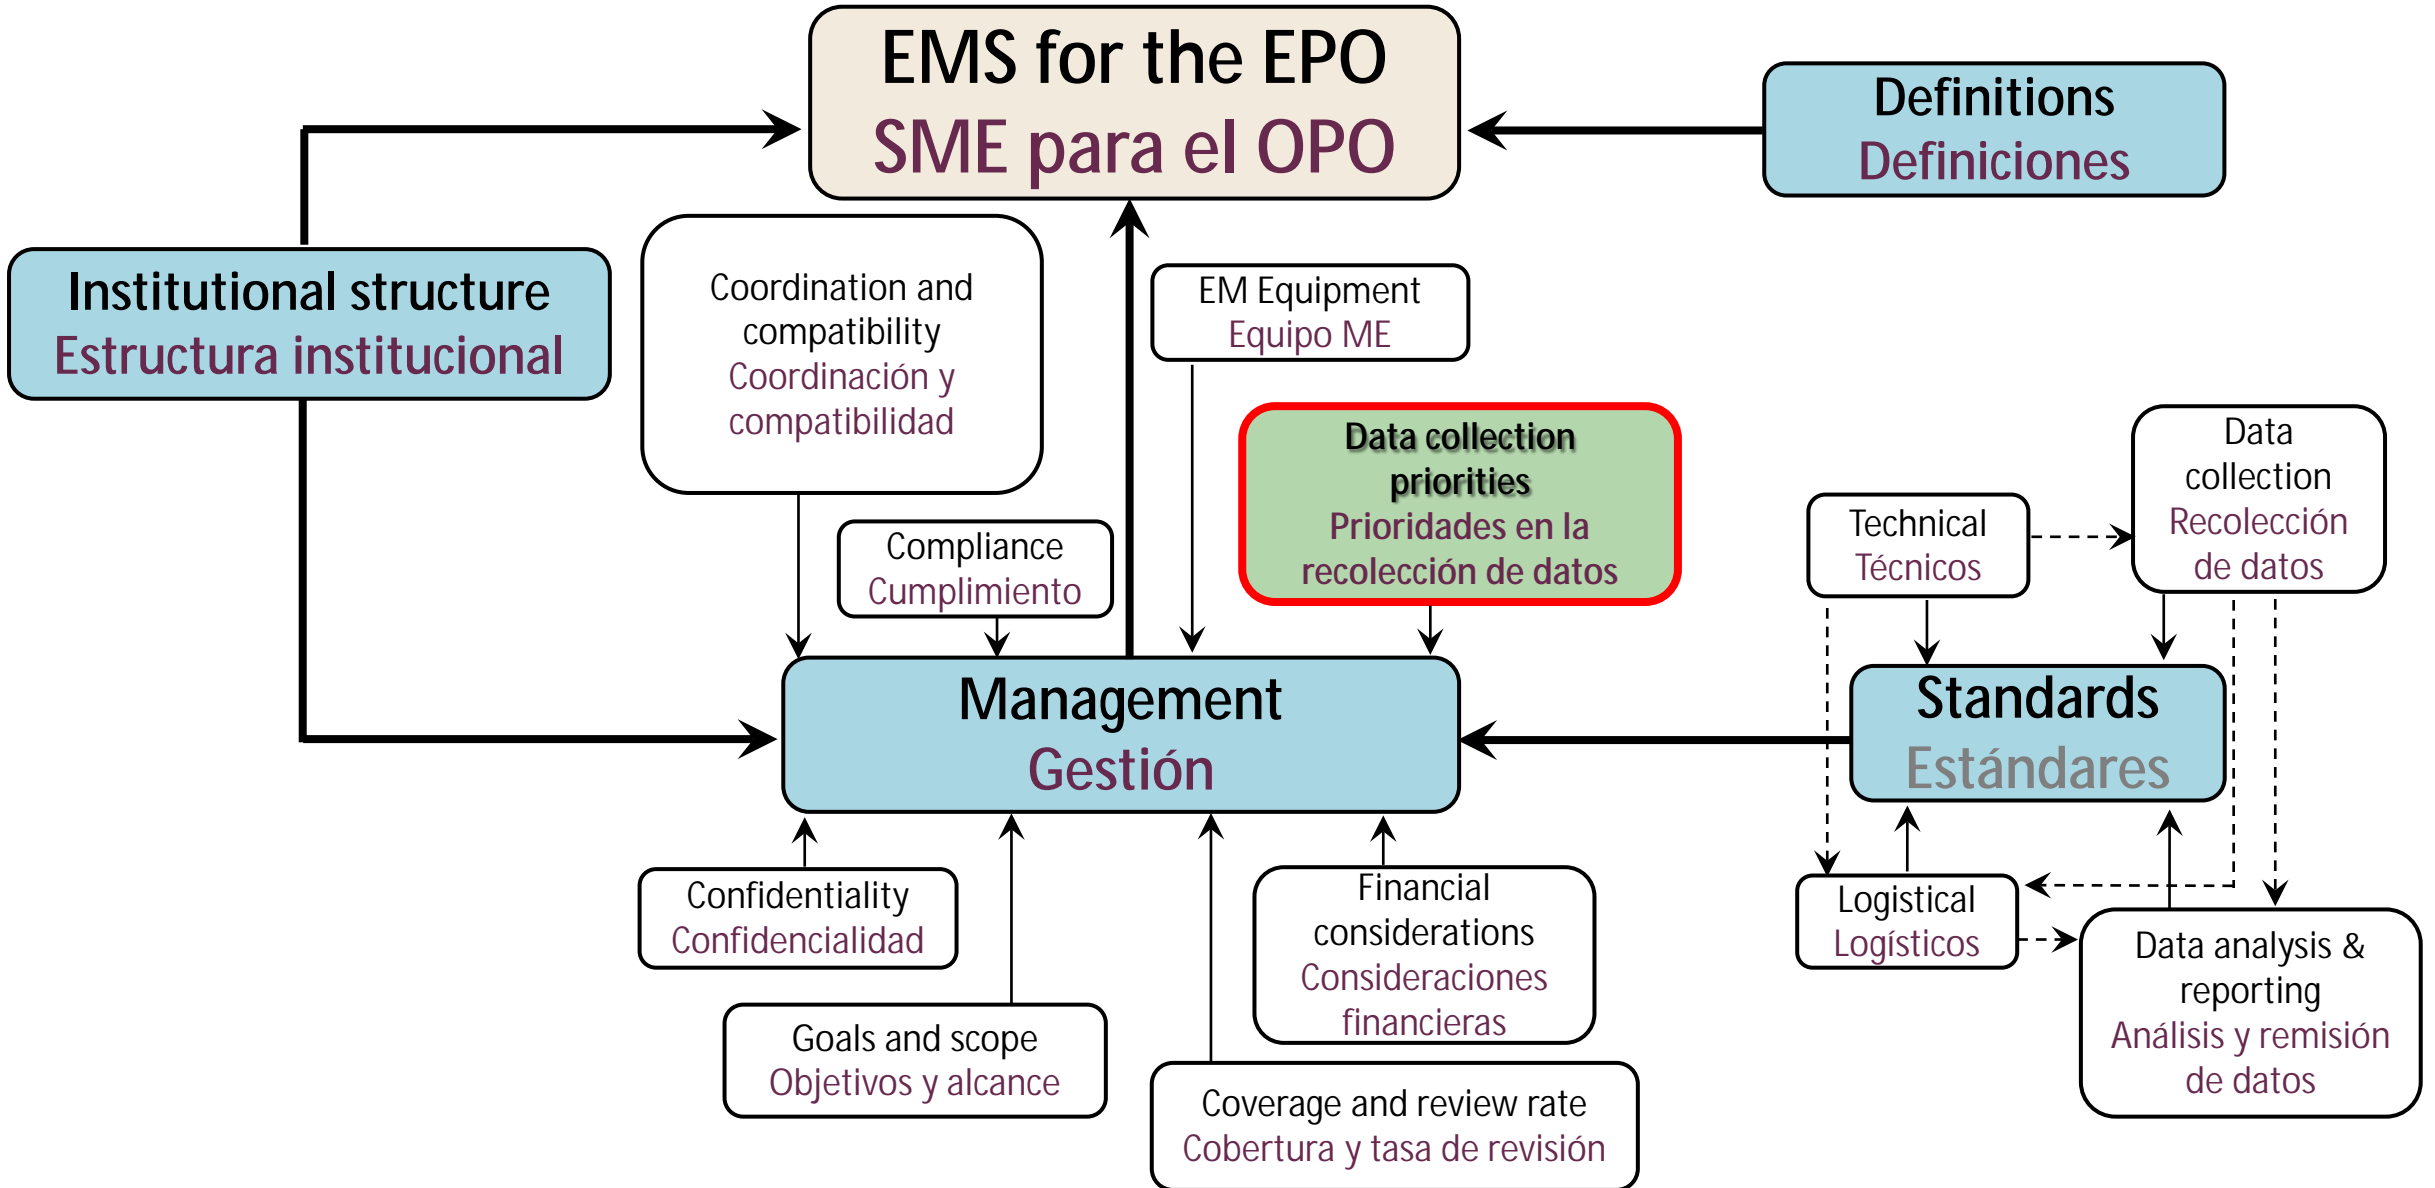 EMS for the EPO
SME para el OPO
Definitions
Definiciones
Institutional structure
Estructura institucional
Coordination and
compatibility
Coordinación y
compatibilidad
EM Equipment
Equipo ME
Data collection
priorities
Prioridades en la
recolección de datos
Compliance
Cumplimiento
Technical
Técnicos
Data
collection
Recolección
de datos
Management
Gestión
Standards
Estándares
Confidentiality
Confidencialidad
Goals and scope
Objetivos y alcance
Financial
considerations
Consideraciones
financieras
Coverage and review rate
Cobertura y tasa de revisión
Logistical
Logísticos
Data analysis &
reporting
Análisis y remisión
de datos